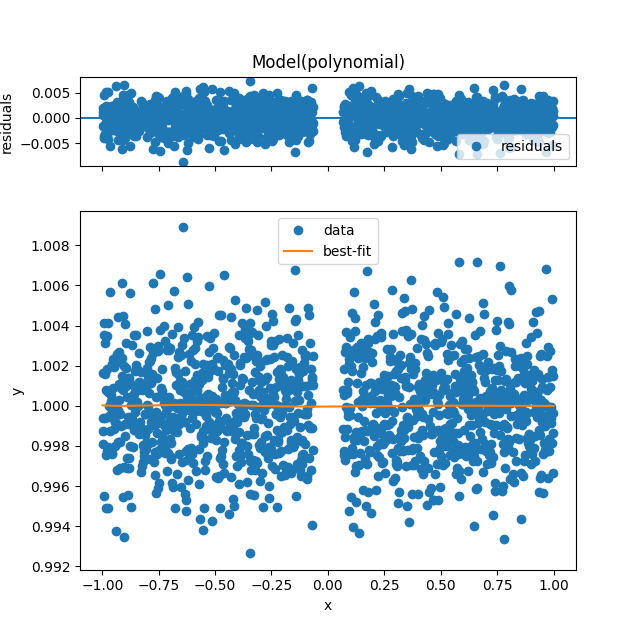 Model(polynomial)
residuals
0.005
0.000
−0.005
residuals
y
1.008
1.006
1.004
1.002
1.000
0.998
0.996
0.994
0.992
data
best-fit
−1.00 −0.75 −0.50 −0.25 0.00 0.25 0.50 0.75 1.00
x